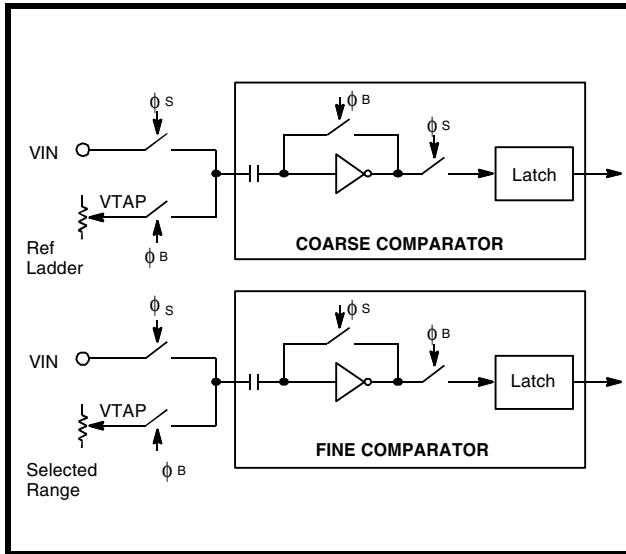 ϕ S
VIN
VTAP
Ref
Ladder
ϕ B
ϕ B
ϕ S
Latch
COARSE COMPARATOR
ϕ S
VIN
VTAP
Selected
Range
ϕ B
ϕ S
ϕ B
Latch
FINE COMPARATOR